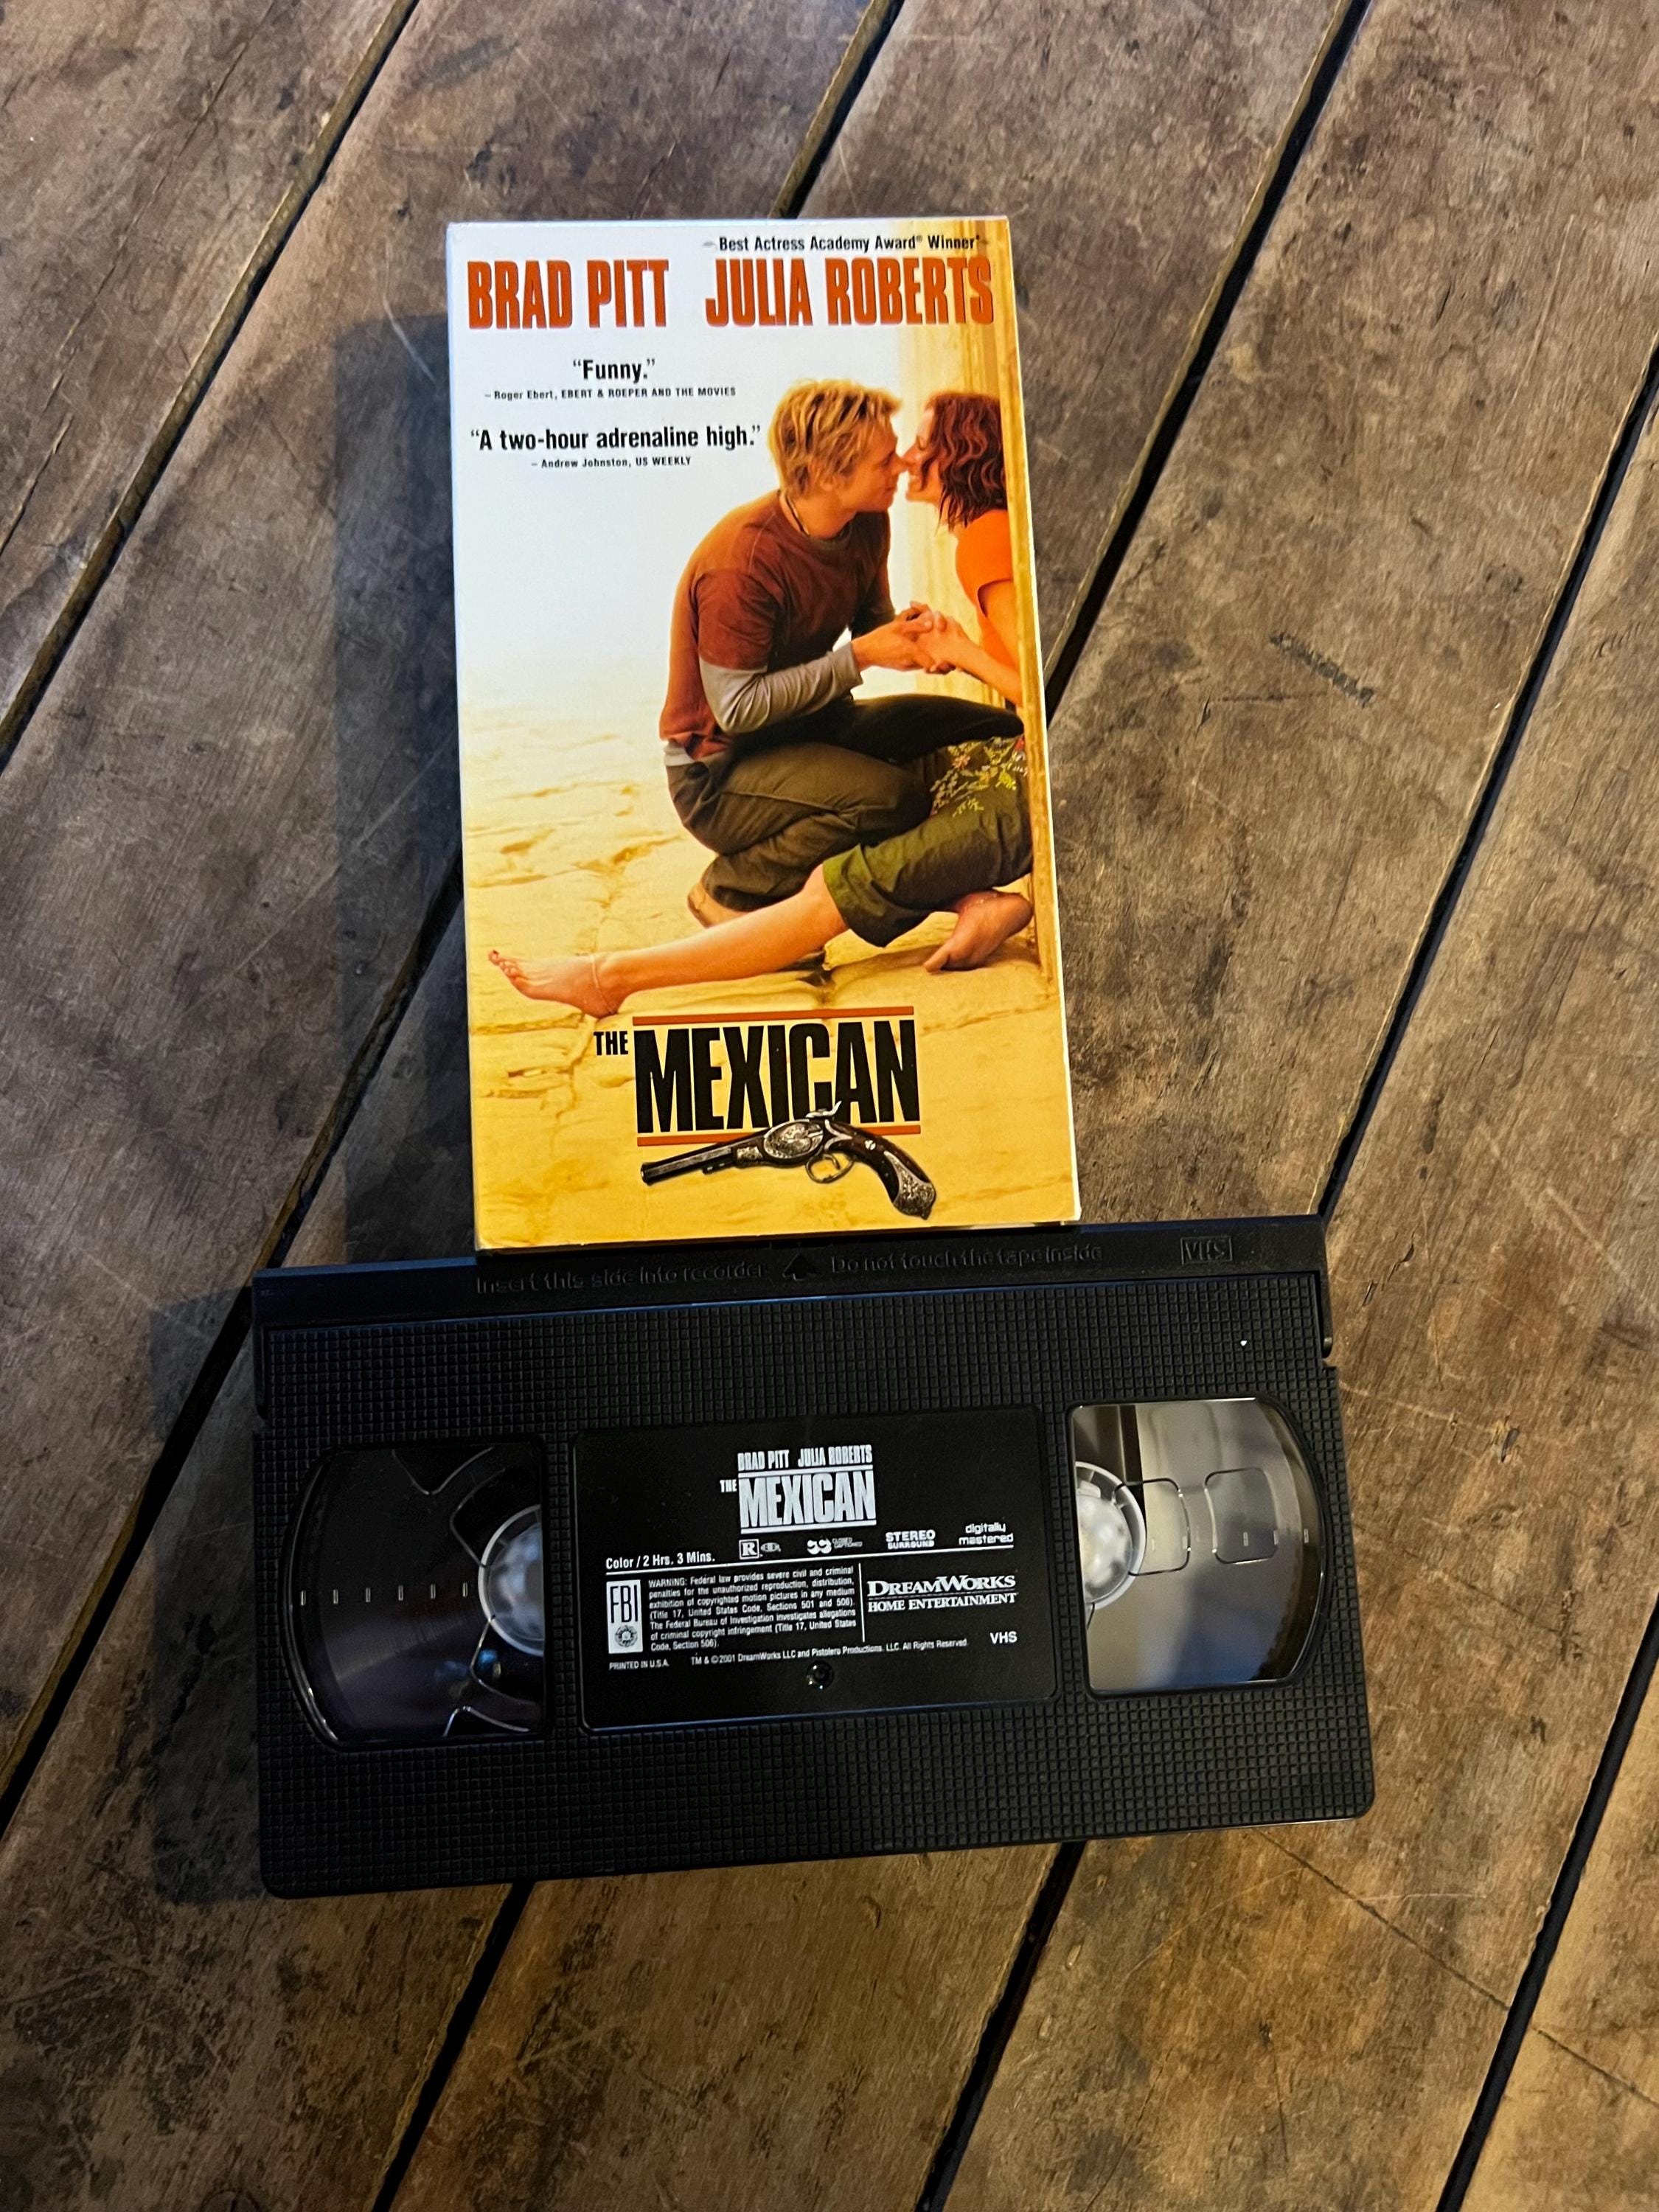 Best Actress Academy Award® Winner*
BRAD PITT JULIA ROBERTS
“Funny.”
– Roger Ebert, EBERT & ROEPER AND THE MOVIES
“A two-hour adrenaline high.”
– Andrew Johnston, US WEEKLY
THE MEXICAN
Insert this side into recorder Do not touch the tape inside VHS
BRAD PITT JULIA ROBERTS
THE MEXICAN
Color / 2 Hrs. 3 Mins. R CLOSED CAPTIONED STEREO SURROUND digitally mastered
FBI
WARNING: Federal law provides severe civil and criminal
penalties for the unauthorized reproduction, distribution,
exhibition of copyrighted motion pictures in any medium
(Title 17, United States Code, Sections 501 and 506).
The Federal Bureau of Investigation investigates allegations
of criminal copyright infringement (Title 17, United States
Code, Section 506).
DREAMWORKS
HOME ENTERTAINMENT
PRINTED IN U.S.A. TM & © 2001 DreamWorks LLC and Pistolero Productions, LLC. All Rights Reserved. VHS